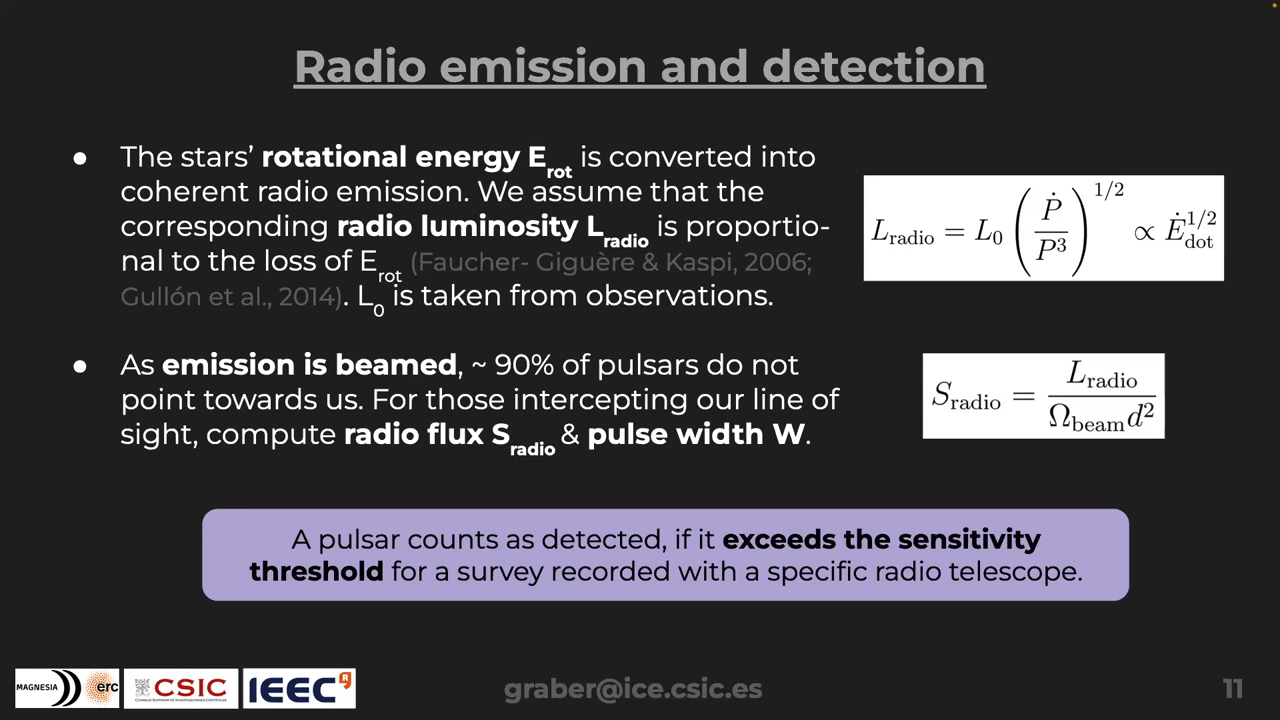 Radio emission and detection
● The stars’ rotational energy E_rot is converted into
coherent radio emission. We assume that the
corresponding radio luminosity L_radio is proportio-
nal to the loss of E_rot (Faucher- Giguère & Kaspi, 2006;
Gullón et al., 2014). L_0 is taken from observations.
L_radio = L_0 (Ṗ / P^3)^1/2 ∝ Ė_dot^1/2
● As emission is beamed, ~ 90% of pulsars do not
point towards us. For those intercepting our line of
sight, compute radio flux S_radio & pulse width W.
S_radio = L_radio / Ω_beam d^2
A pulsar counts as detected, if it exceeds the sensitivity
threshold for a survey recorded with a specific radio telescope.
MAGNESIA erc
CSIC
CONSEJO SUPERIOR DE INVESTIGACIONES CIENTÍFICAS
IEEC R
graber@ice.csic.es
11